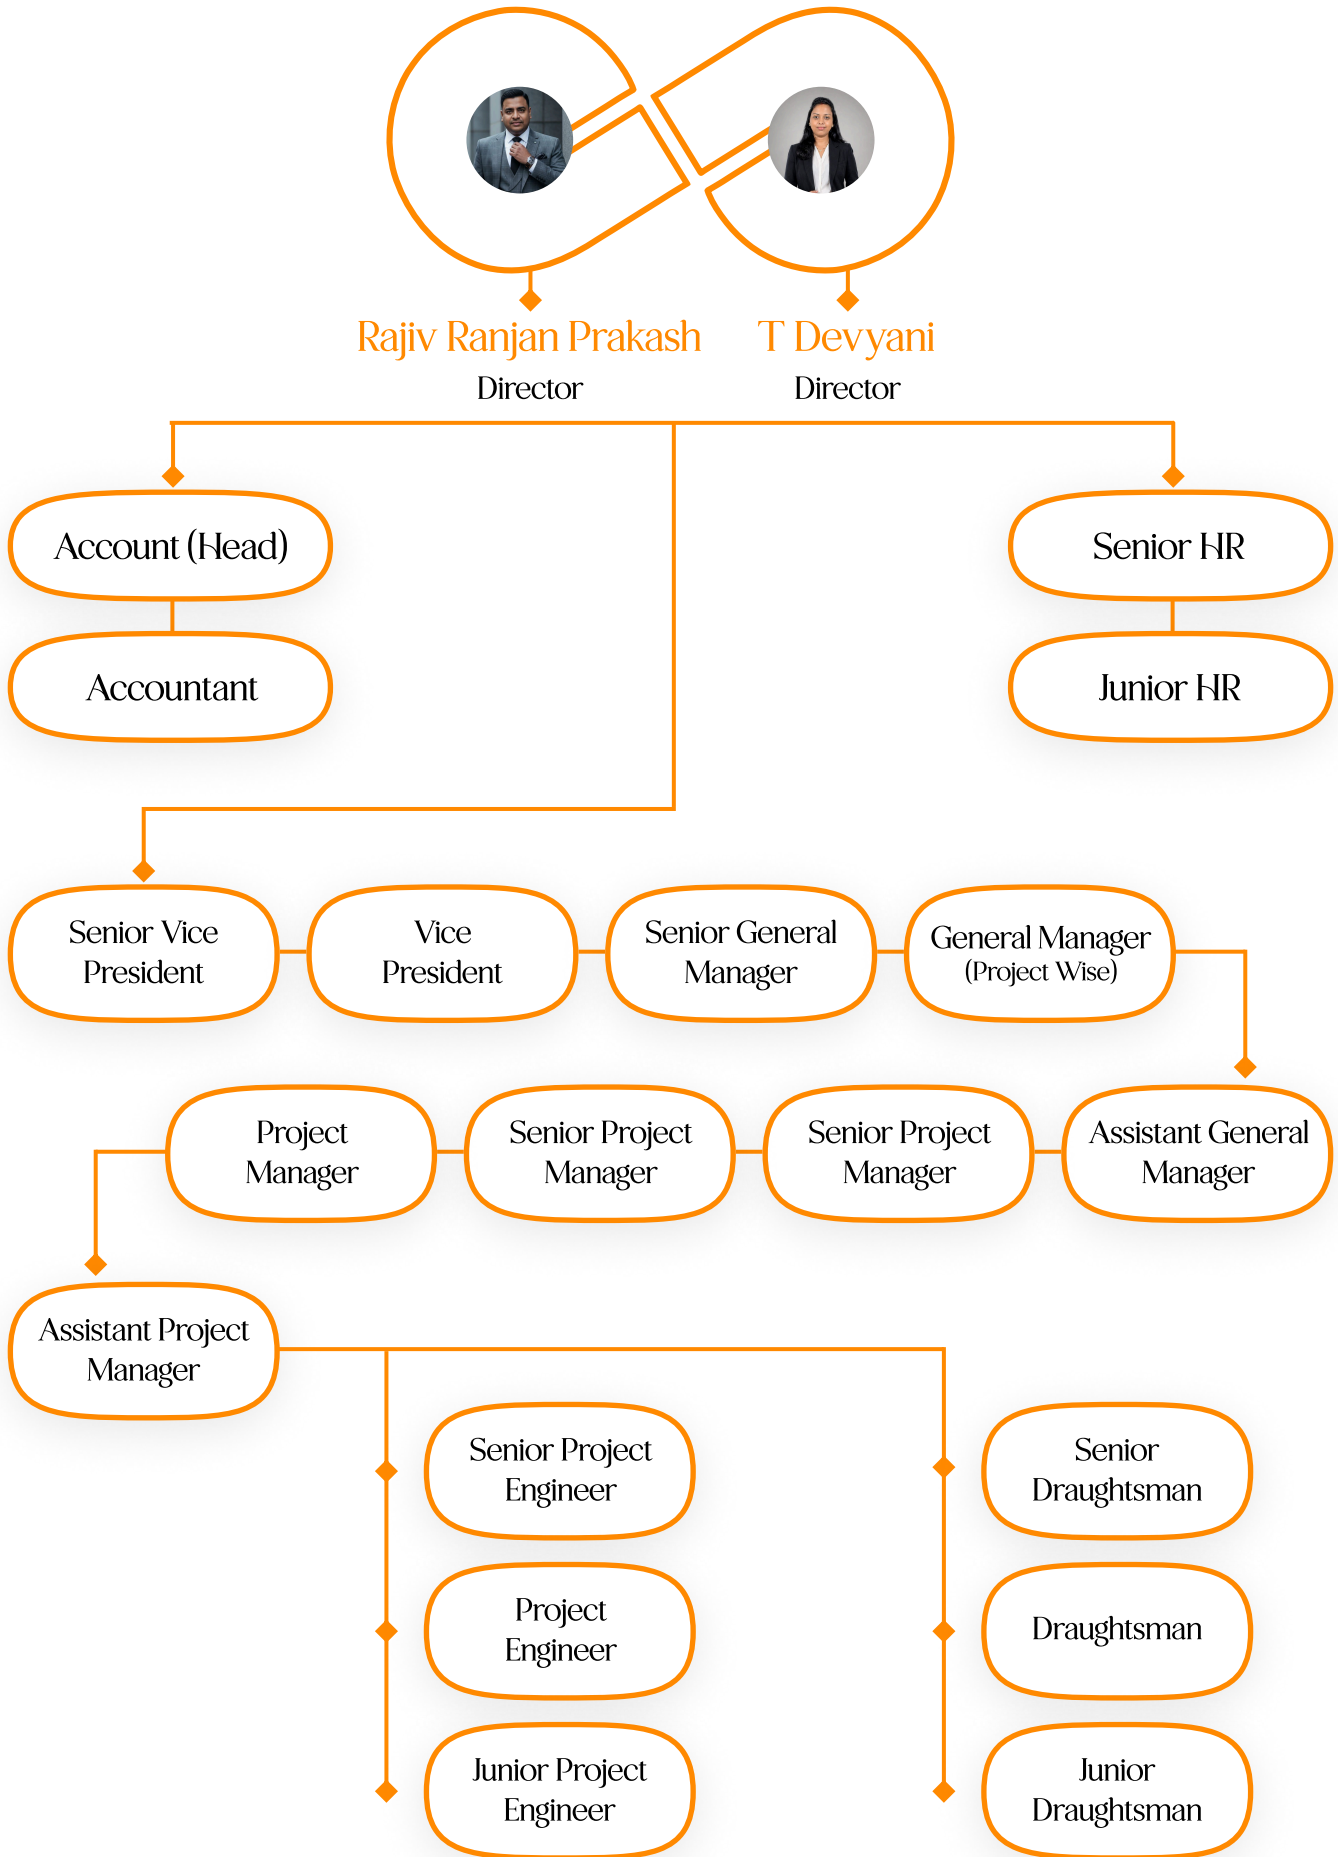 Rajiv Ranjan Prakash
T Devyani
Director
Director
Account (Head)
Senior HR
Accountant
Junior HR
Senior Vice
President
Vice
President
Senior General
Manager
General Manager
(Project Wise)
Project
Manager
Senior Project
Manager
Senior Project
Manager
Assistant General
Manager
Assistant Project
Manager
Senior Project
Engineer
Senior
Draughtsman
Project
Engineer
Draughtsman
Junior Project
Engineer
Junior
Draughtsman